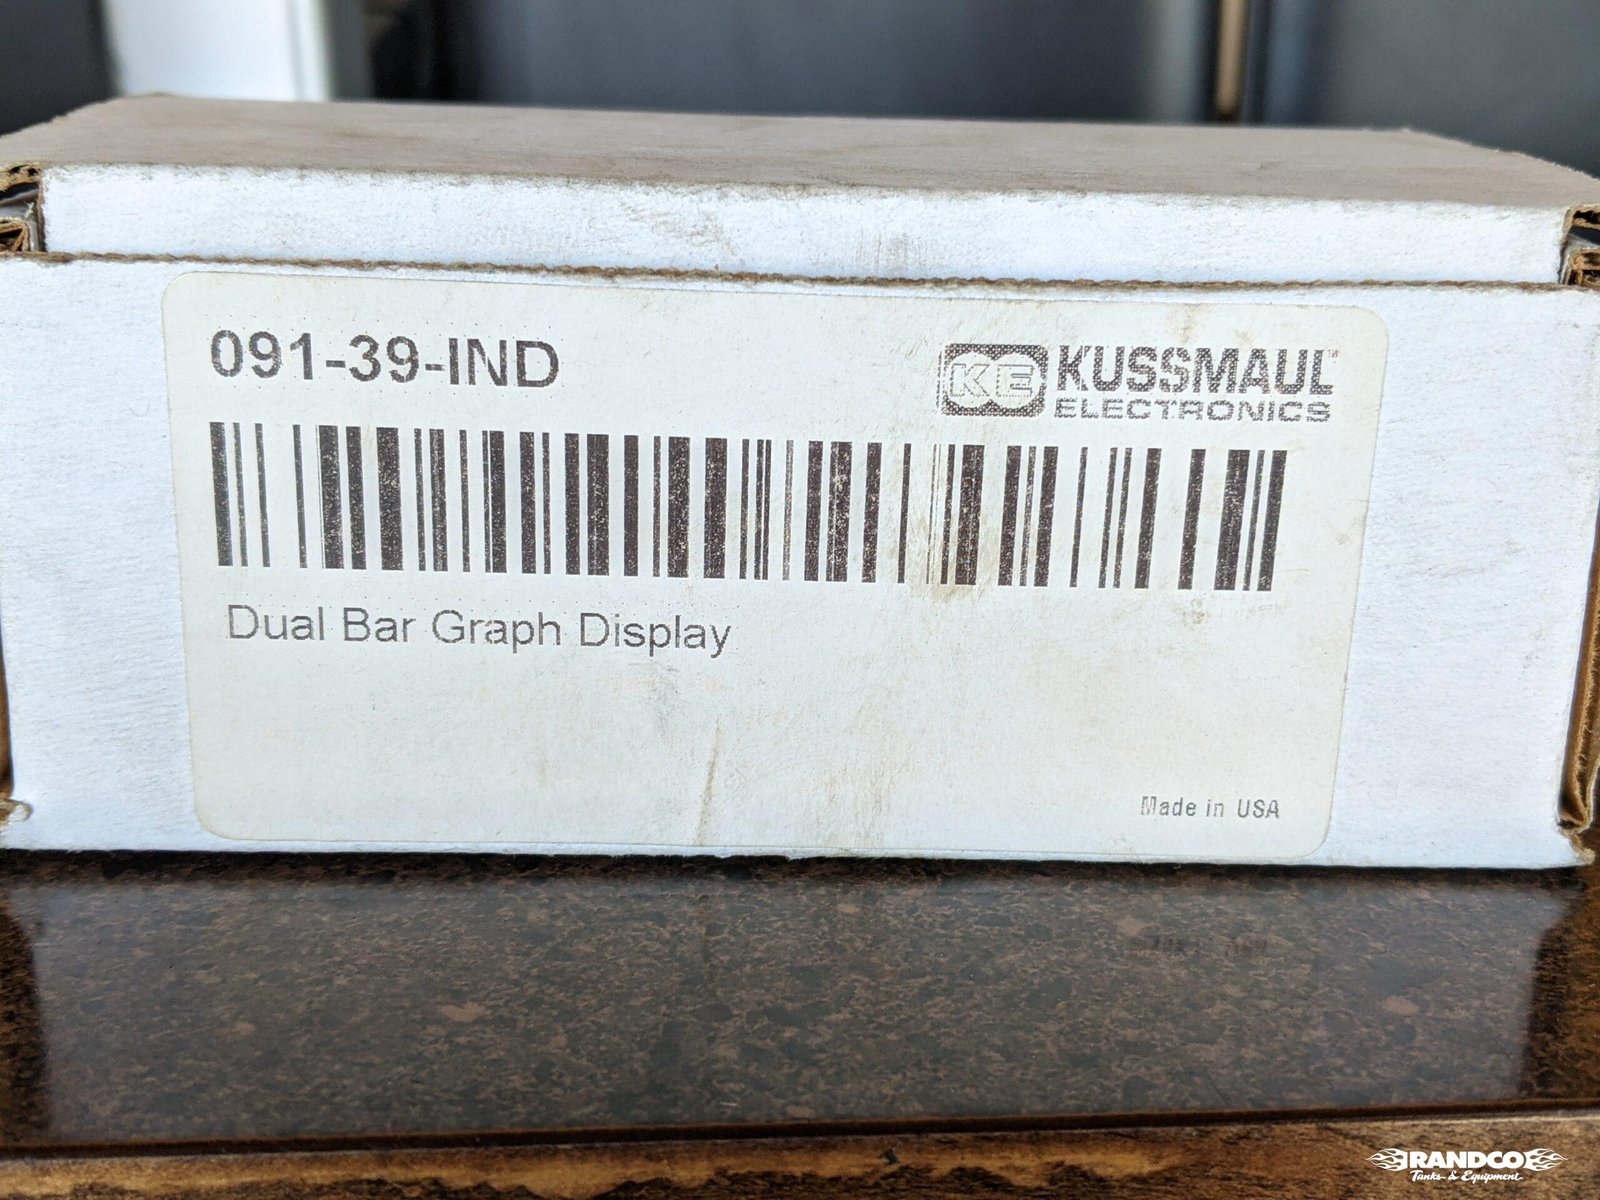 091-39-IND
KE KUSSMAUL
ELECTRONICS
Dual Bar Graph Display
Made in USA
RANDCO
Tanks & Equipment